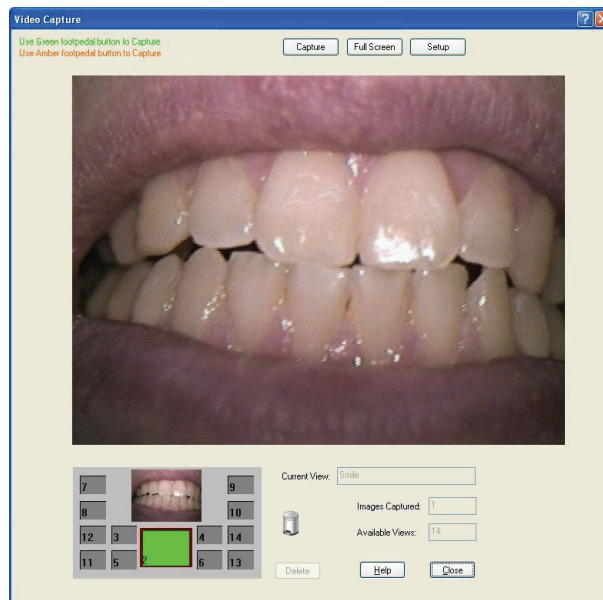 Video Capture
Use Green footpedal button to Capture
Use Amber footpedal button to Capture
Capture
Full Screen
Setup
7
9
8
10
12
3
4
14
11
5
2
6
13
Current View:
Smile
Images Captured:
1
Available Views:
14
Delete
Help
Close